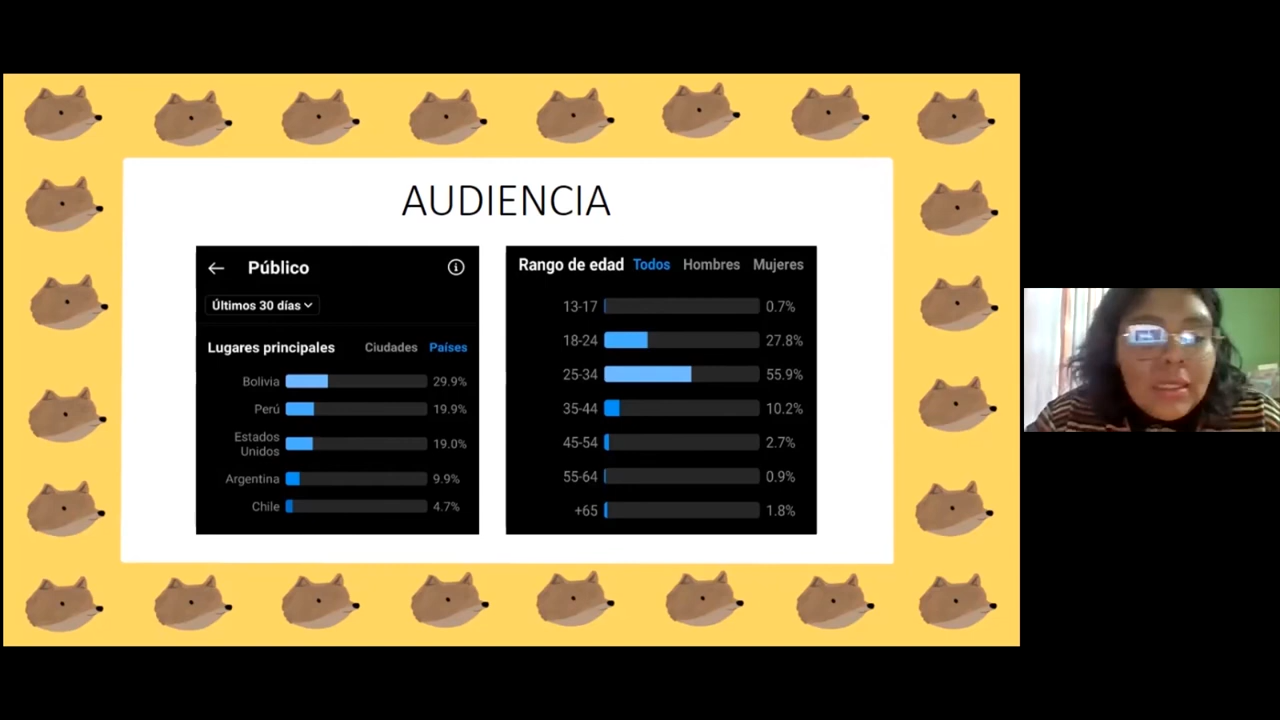 AUDIENCIA
Público
Últimos 30 días
Lugares principales Ciudades Países
Bolivia 29.9%
Perú 19.9%
Estados
Unidos 19.0%
Argentina 9.9%
Chile 4.7%
Rango de edad Todos Hombres Mujeres
13-17 0.7%
18-24 27.8%
25-34 55.9%
35-44 10.2%
45-54 2.7%
55-64 0.9%
+65 1.8%